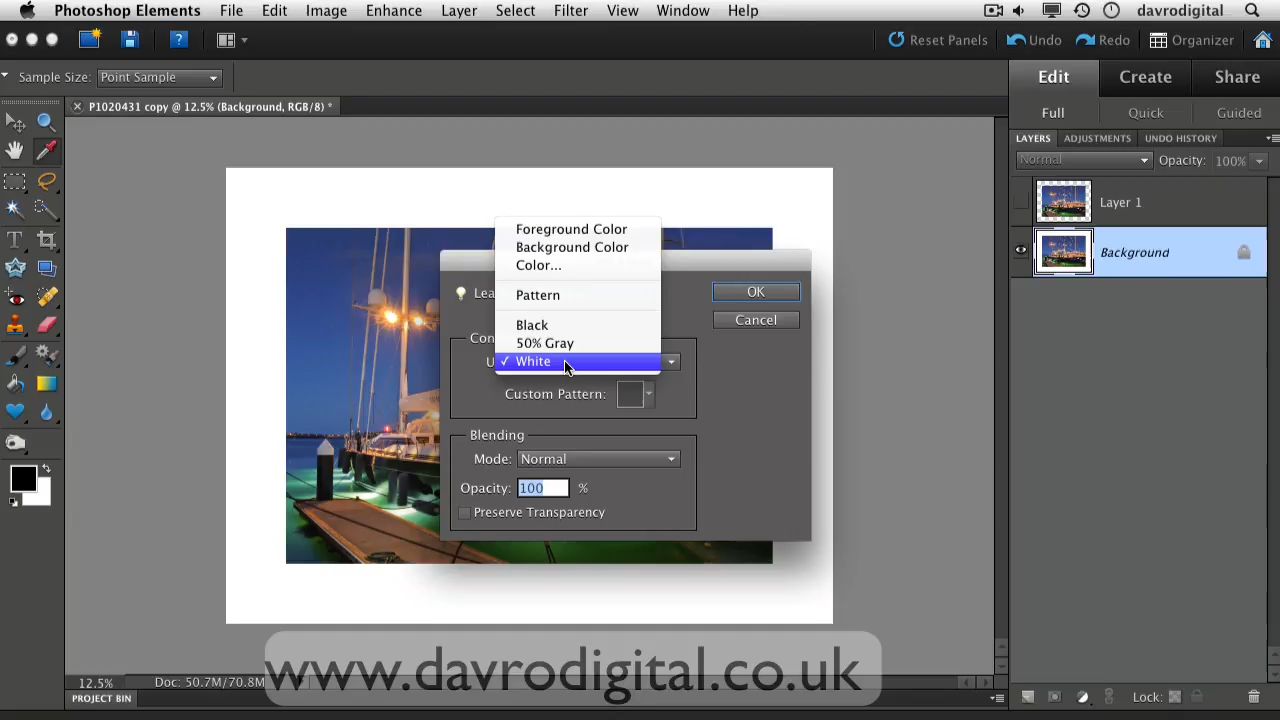 Photoshop Elements File Edit Image Enhance Layer Select Filter View Window Help davrodigital
Reset Panels Undo Redo Organizer
Sample Size: Point Sample
Edit Create Share
P1020431 copy @ 12.5% (Background, RGB/8) *
Full Quick Guided
LAYERS ADJUSTMENTS UNDO HISTORY
Normal Opacity: 100%
Layer 1
Background
Foreground Color
Background Color
Color...
Pattern
Black
50% Gray
✓ White
OK
Cancel
Custom Pattern:
Blending
Mode: Normal
Opacity: 100 %
Preserve Transparency
www.davrodigital.co.uk
12.5% Doc: 50.7M/70.8M
PROJECT BIN
Lock: